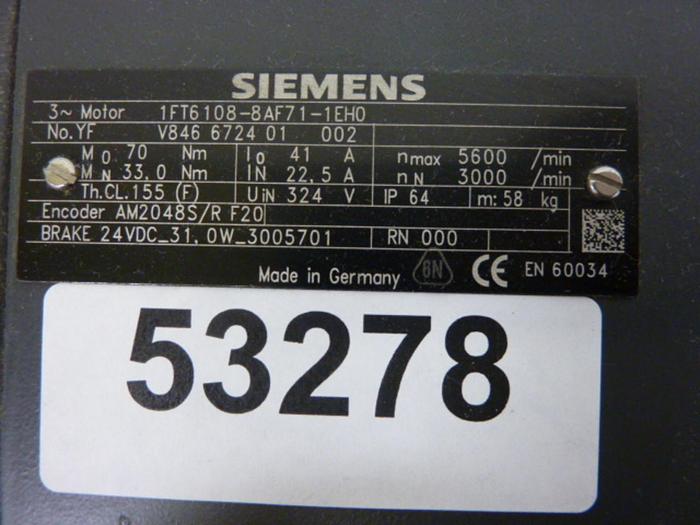 SIEMENS
3~ Motor 1FT6108-8AF71-1EH0
No. YF V846 6724 01 002
M0 70 Nm I0 41 A nmax 5600 /min
MN 33,0 Nm IN 22,5 A nN 3000 /min
Th.CL. 155 (F) UIN 324 V IP 64 m: 58 kg
Encoder AM2048S/R F20
BRAKE 24VDC_31,0W_3005701 RN 000
Made in Germany 6N CE EN 60034
53278